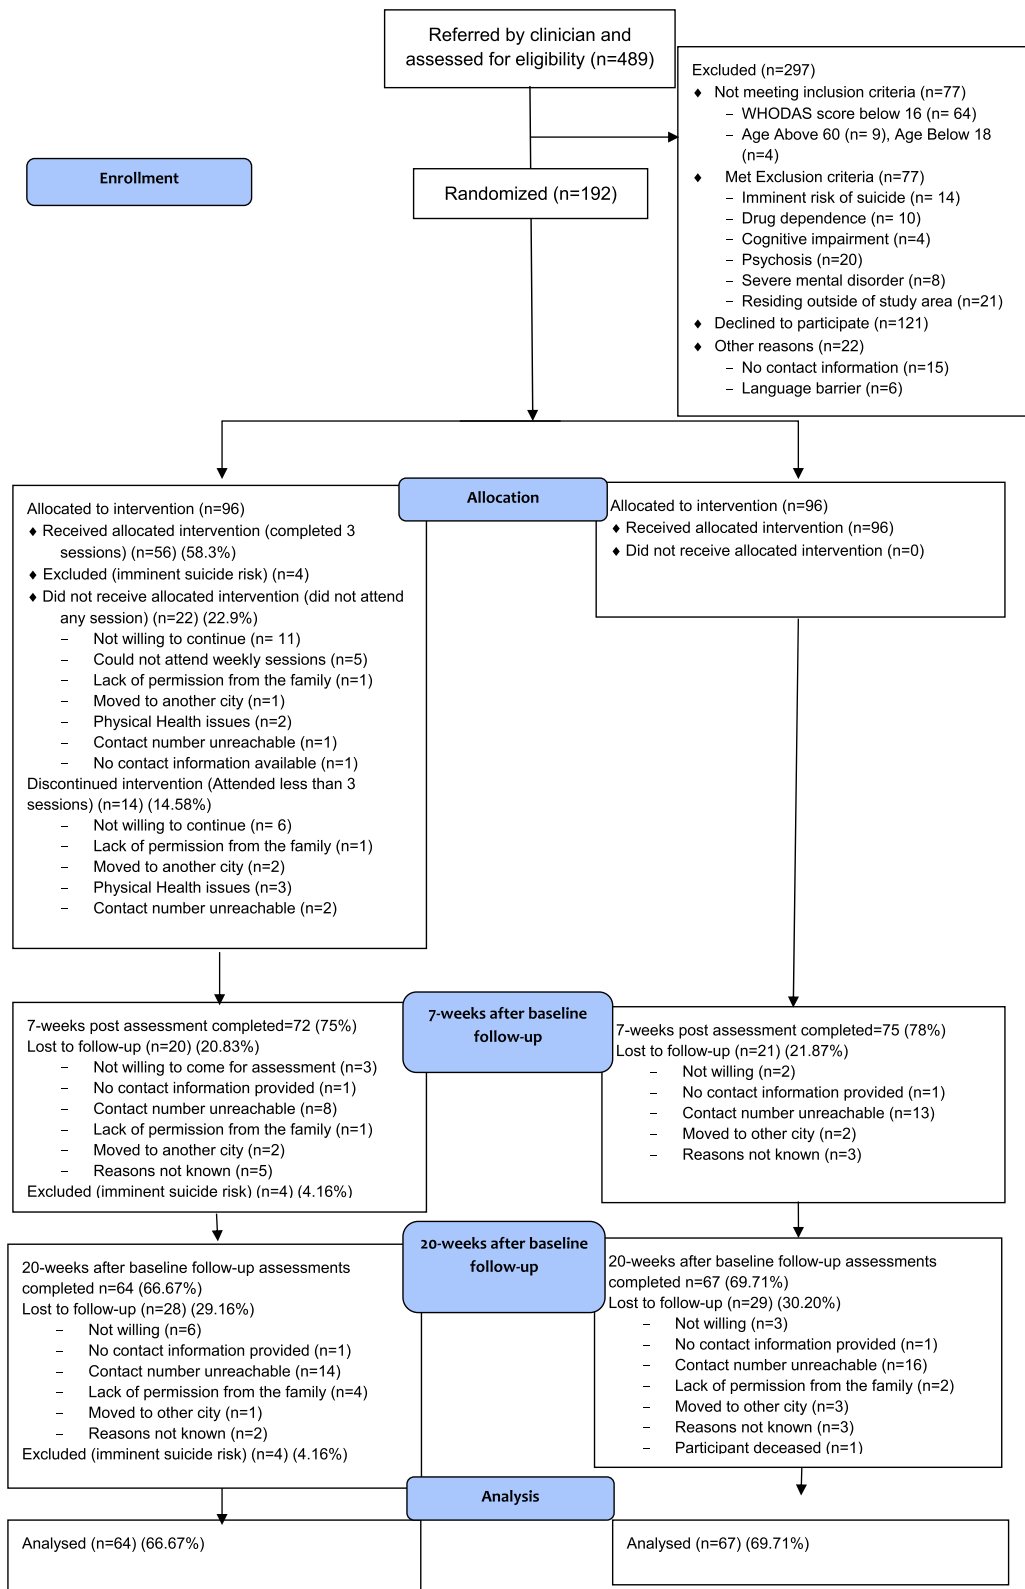 Referred by clinician and
assessed for eligibility (n=489)
Excluded (n=297)
♦ Not meeting inclusion criteria (n=77)
− WHODAS score below 16 (n= 64)
− Age Above 60 (n= 9), Age Below 18
(n=4)
♦ Met Exclusion criteria (n=77)
− Imminent risk of suicide (n= 14)
− Drug dependence (n= 10)
− Cognitive impairment (n=4)
− Psychosis (n=20)
− Severe mental disorder (n=8)
− Residing outside of study area (n=21)
♦ Declined to participate (n=121)
♦ Other reasons (n=22)
− No contact information (n=15)
− Language barrier (n=6)
Enrollment
Randomized (n=192)
Allocation
Allocated to intervention (n=96)
♦ Received allocated intervention (completed 3
sessions) (n=56) (58.3%)
♦ Excluded (imminent suicide risk) (n=4)
♦ Did not receive allocated intervention (did not attend
any session) (n=22) (22.9%)
− Not willing to continue (n= 11)
− Could not attend weekly sessions (n=5)
− Lack of permission from the family (n=1)
− Moved to another city (n=1)
− Physical Health issues (n=2)
− Contact number unreachable (n=1)
− No contact information available (n=1)
Discontinued intervention (Attended less than 3
sessions) (n=14) (14.58%)
− Not willing to continue (n= 6)
− Lack of permission from the family (n=1)
− Moved to another city (n=2)
− Physical Health issues (n=3)
− Contact number unreachable (n=2)
Allocated to intervention (n=96)
♦ Received allocated intervention (n=96)
♦ Did not receive allocated intervention (n=0)
7-weeks after baseline
follow-up
7-weeks post assessment completed=72 (75%)
Lost to follow-up (n=20) (20.83%)
− Not willing to come for assessment (n=3)
− No contact information provided (n=1)
− Contact number unreachable (n=8)
− Lack of permission from the family (n=1)
− Moved to another city (n=2)
− Reasons not known (n=5)
Excluded (imminent suicide risk) (n=4) (4.16%)
7-weeks post assessment completed=75 (78%)
Lost to follow-up (n=21) (21.87%)
− Not willing (n=2)
− No contact information provided (n=1)
− Contact number unreachable (n=13)
− Moved to other city (n=2)
− Reasons not known (n=3)
20-weeks after baseline
follow-up
20-weeks after baseline follow-up assessments
completed n=64 (66.67%)
Lost to follow-up (n=28) (29.16%)
− Not willing (n=6)
− No contact information provided (n=1)
− Contact number unreachable (n=14)
− Lack of permission from the family (n=4)
− Moved to other city (n=1)
− Reasons not known (n=2)
Excluded (imminent suicide risk) (n=4) (4.16%)
20-weeks after baseline follow-up assessments
completed n=67 (69.71%)
Lost to follow-up (n=29) (30.20%)
− Not willing (n=3)
− No contact information provided (n=1)
− Contact number unreachable (n=16)
− Lack of permission from the family (n=2)
− Moved to other city (n=3)
− Reasons not known (n=3)
− Participant deceased (n=1)
Analysis
Analysed (n=64) (66.67%)
Analysed (n=67) (69.71%)